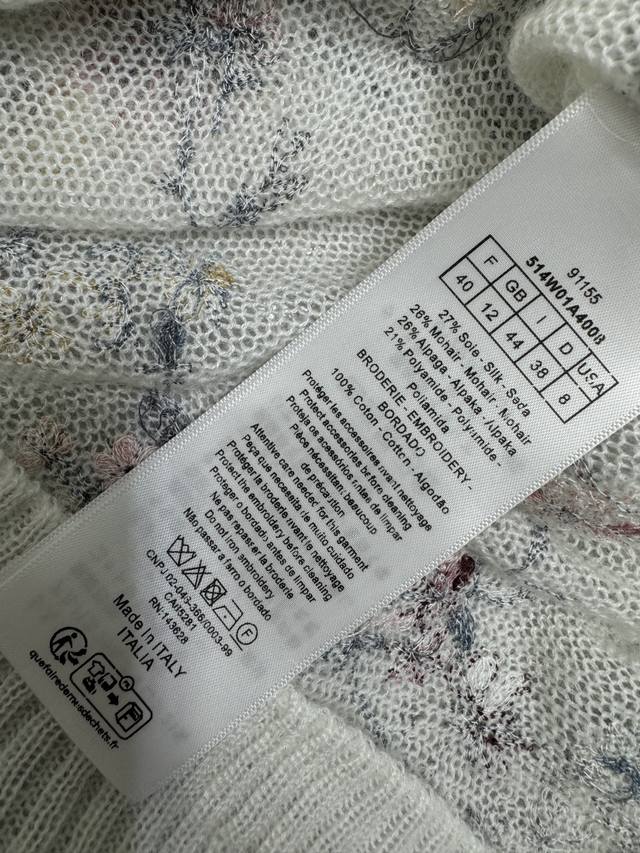 91155
514W01A4008
F GB I D USA
40 12 44 38 8
27% Soie - Silk - Seda
26% Mohair - Mohair - Mohair
26% Alpaga - Alpaka - Alpaka
21% Polyamide - Polyamide -
Poliamida
BRODERIE - EMBROIDERY -
BORDADO
100% Coton - Cotton - Algodão
Protéger les accessoires avant nettoyage
Protect accessories before cleaning
Proteja os acessórios antes de limpar
Pièce nécessitant beaucoup
de précaution
Attentive care needed for this garment
Peça que necessita de muito cuidado
Protéger la broderie avant le nettoyage
Protect the embroidery before cleaning
Proteger o bordado antes de limpar
Ne pas repasser la broderie
Do not iron embroidery
Não passar a ferro o bordado
F
CNPJ 02-043-366/0003-99
RN:143628
Made in ITALY
ITALIA
quefairedemesdechets.fr